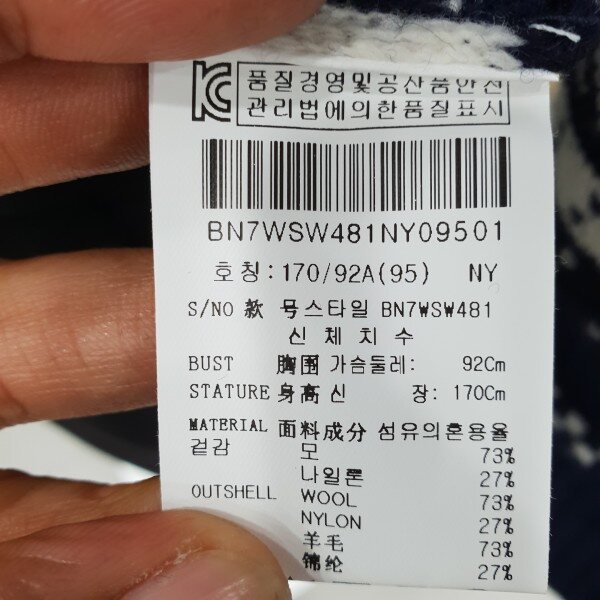 KC 품질경영및공산품안전
관리법에의한품질표시
BN7WSW481NY09501
호칭:170/92A(95) NY
S/NO 款 号스타일 BN7WSW481
신 체 치 수
BUST 胸围 가슴둘레: 92Cm
STATURE 身高 신 장: 170Cm
MATERIAL 面料成分 섬유의혼용율
겉감 모 73%
나일론 27%
OUTSHELL WOOL 73%
NYLON 27%
羊毛 73%
锦纶 27%